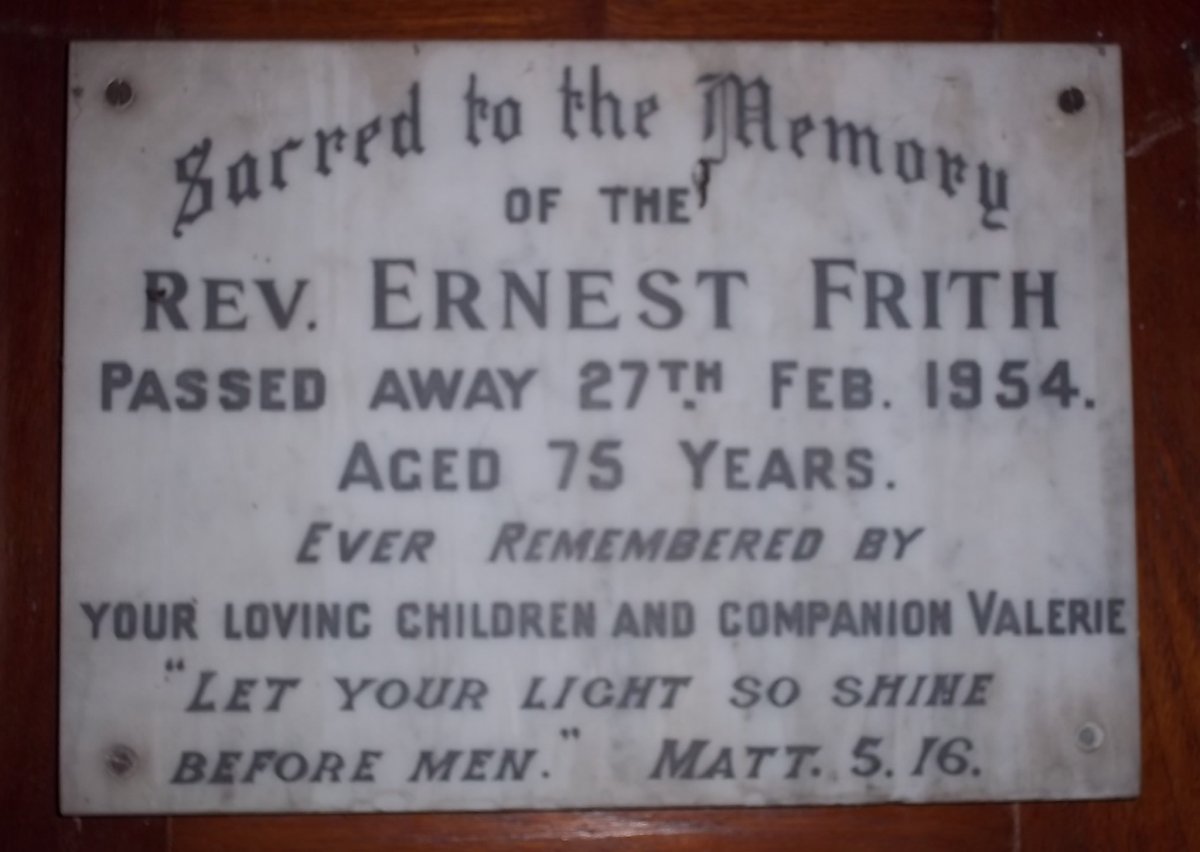 Sacred to the Memory
OF THE
REV. ERNEST FRITH
PASSED AWAY 27TH FEB. 1954.
AGED 75 YEARS.
EVER REMEMBERED BY
YOUR LOVING CHILDREN AND COMPANION VALERIE
"LET YOUR LIGHT SO SHINE
BEFORE MEN." MATT. 5. 16.